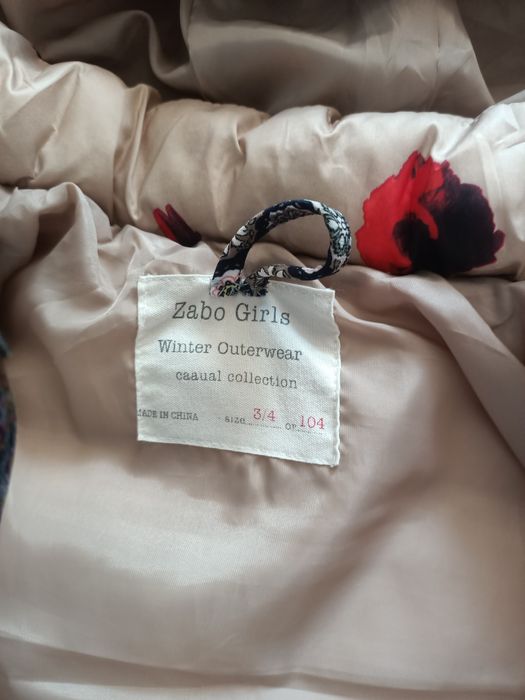 Zabo Girls
Winter Outerwear
caaual collection
MADE IN CHINA size 3/4 OR 104